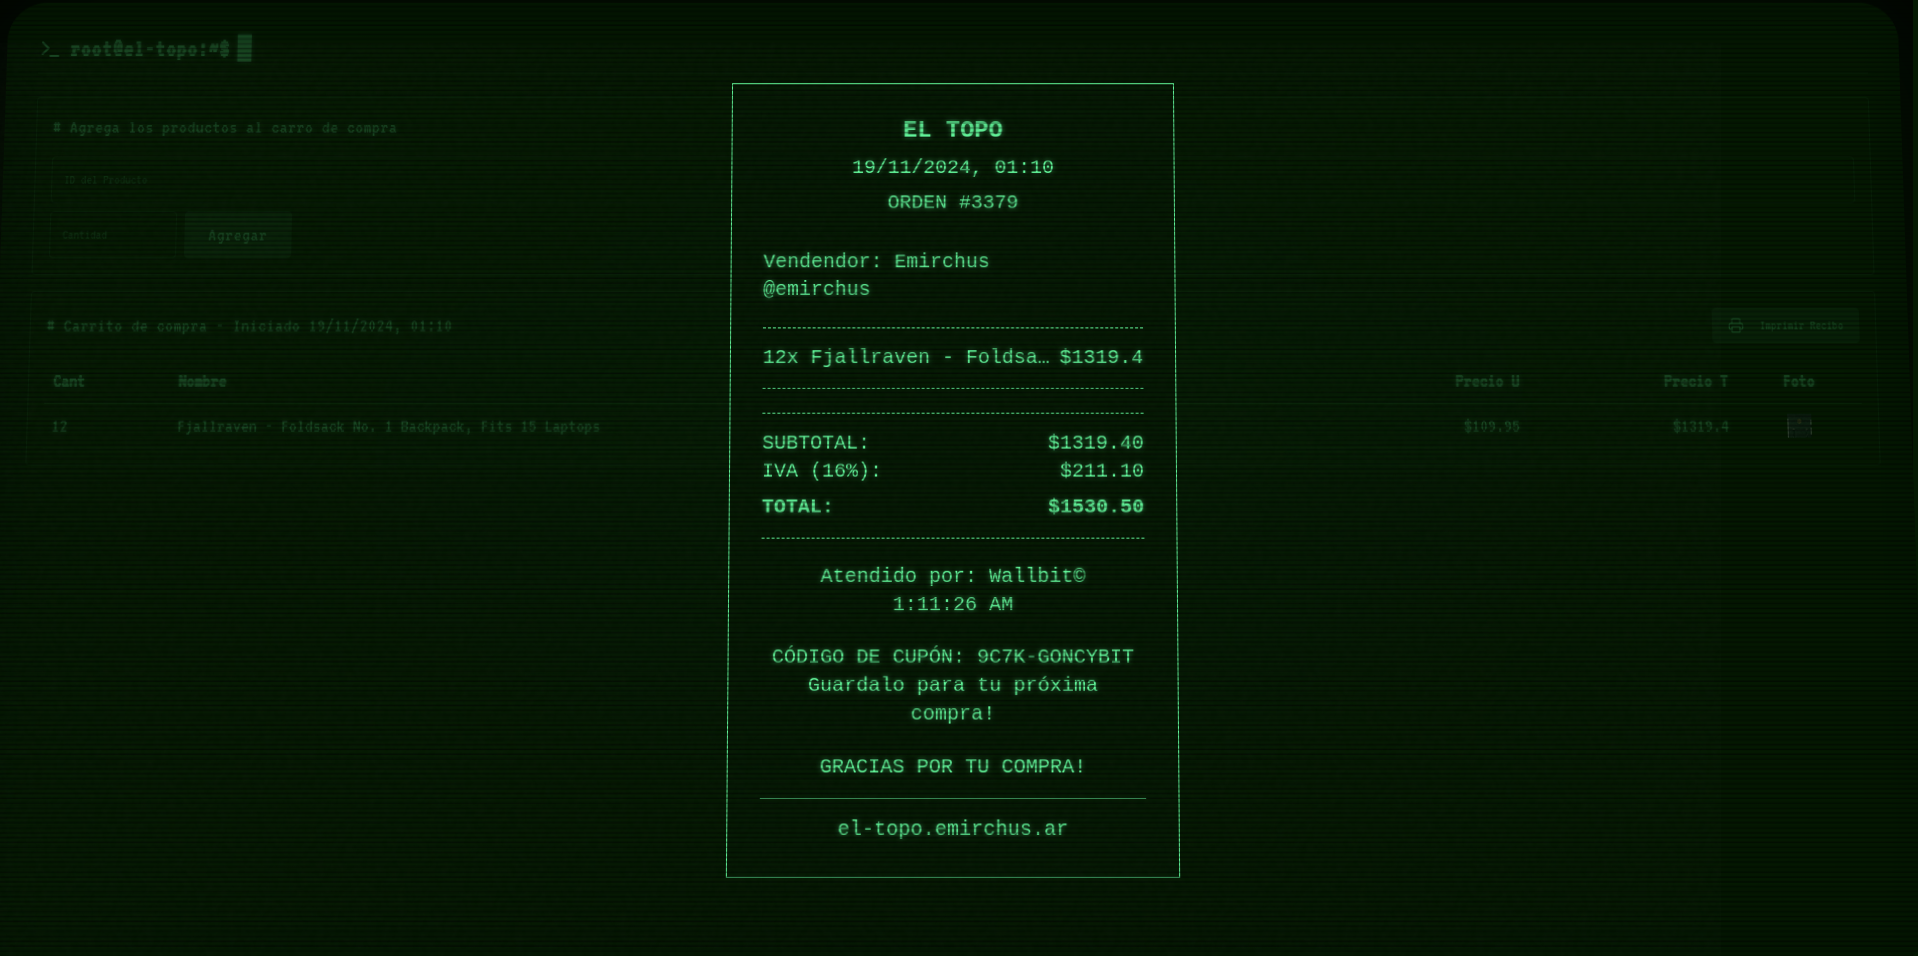 >_ root@el-topo:~$
# Agrega los productos al carro de compra
ID del Producto
Cantidad
Agregar
# Carrito de compra · Iniciado 19/11/2024, 01:10
Imprimir Recibo
Cant Nombre Precio U Precio T Foto
12 Fjallraven - Foldsack No. 1 Backpack, Fits 15 Laptops $109.95 $1319.4
EL TOPO
19/11/2024, 01:10
ORDEN #3379
Vendendor: Emirchus
@emirchus
12x Fjallraven - Foldsa… $1319.4
SUBTOTAL: $1319.40
IVA (16%): $211.10
TOTAL: $1530.50
Atendido por: Wallbit©
1:11:26 AM
CÓDIGO DE CUPÓN: 9C7K-GONCYBIT
Guardalo para tu próxima
compra!
GRACIAS POR TU COMPRA!
el-topo.emirchus.ar